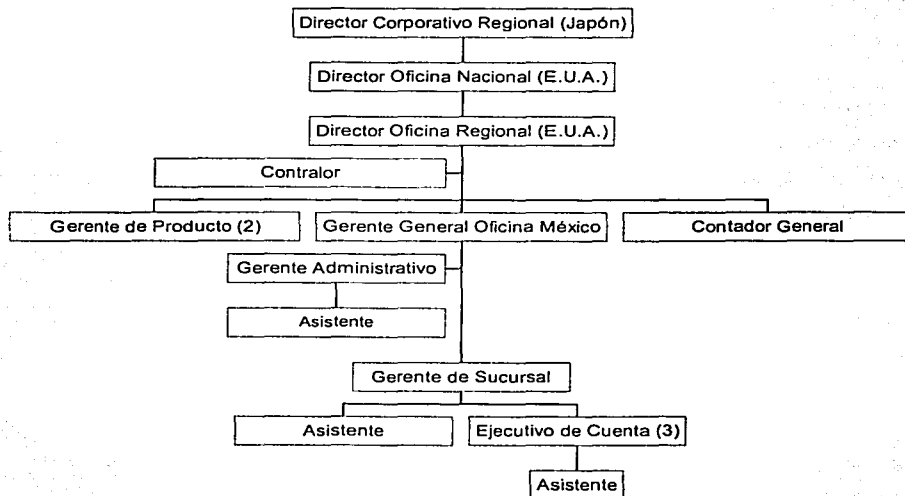 Director Corporativo Regional (Japón)
Director Oficina Nacional (E.U.A.)
Director Oficina Regional (E.U.A.)
Contralor
Gerente de Producto (2)
Gerente General Oficina México
Contador General
Gerente Administrativo
Asistente
Gerente de Sucursal
Asistente
Ejecutivo de Cuenta (3)
Asistente